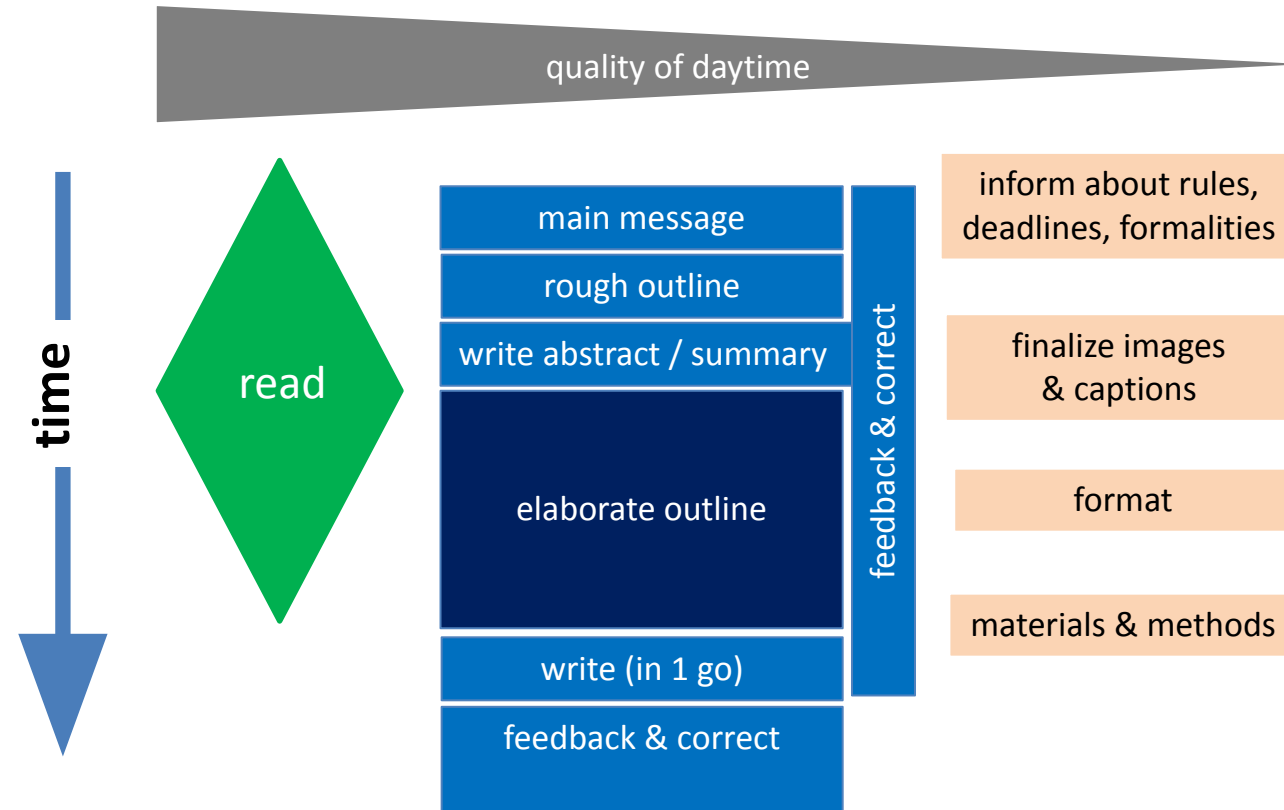 quality of daytime
time
read
main message
rough outline
write abstract / summary
elaborate outline
write (in 1 go)
feedback & correct
feedback & correct
inform about rules,
deadlines, formalities
finalize images
& captions
format
materials & methods